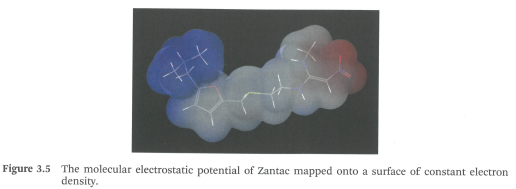 Figure 3.5 The molecular electrostatic potential of Zantac mapped onto a surface of constant electron
density.